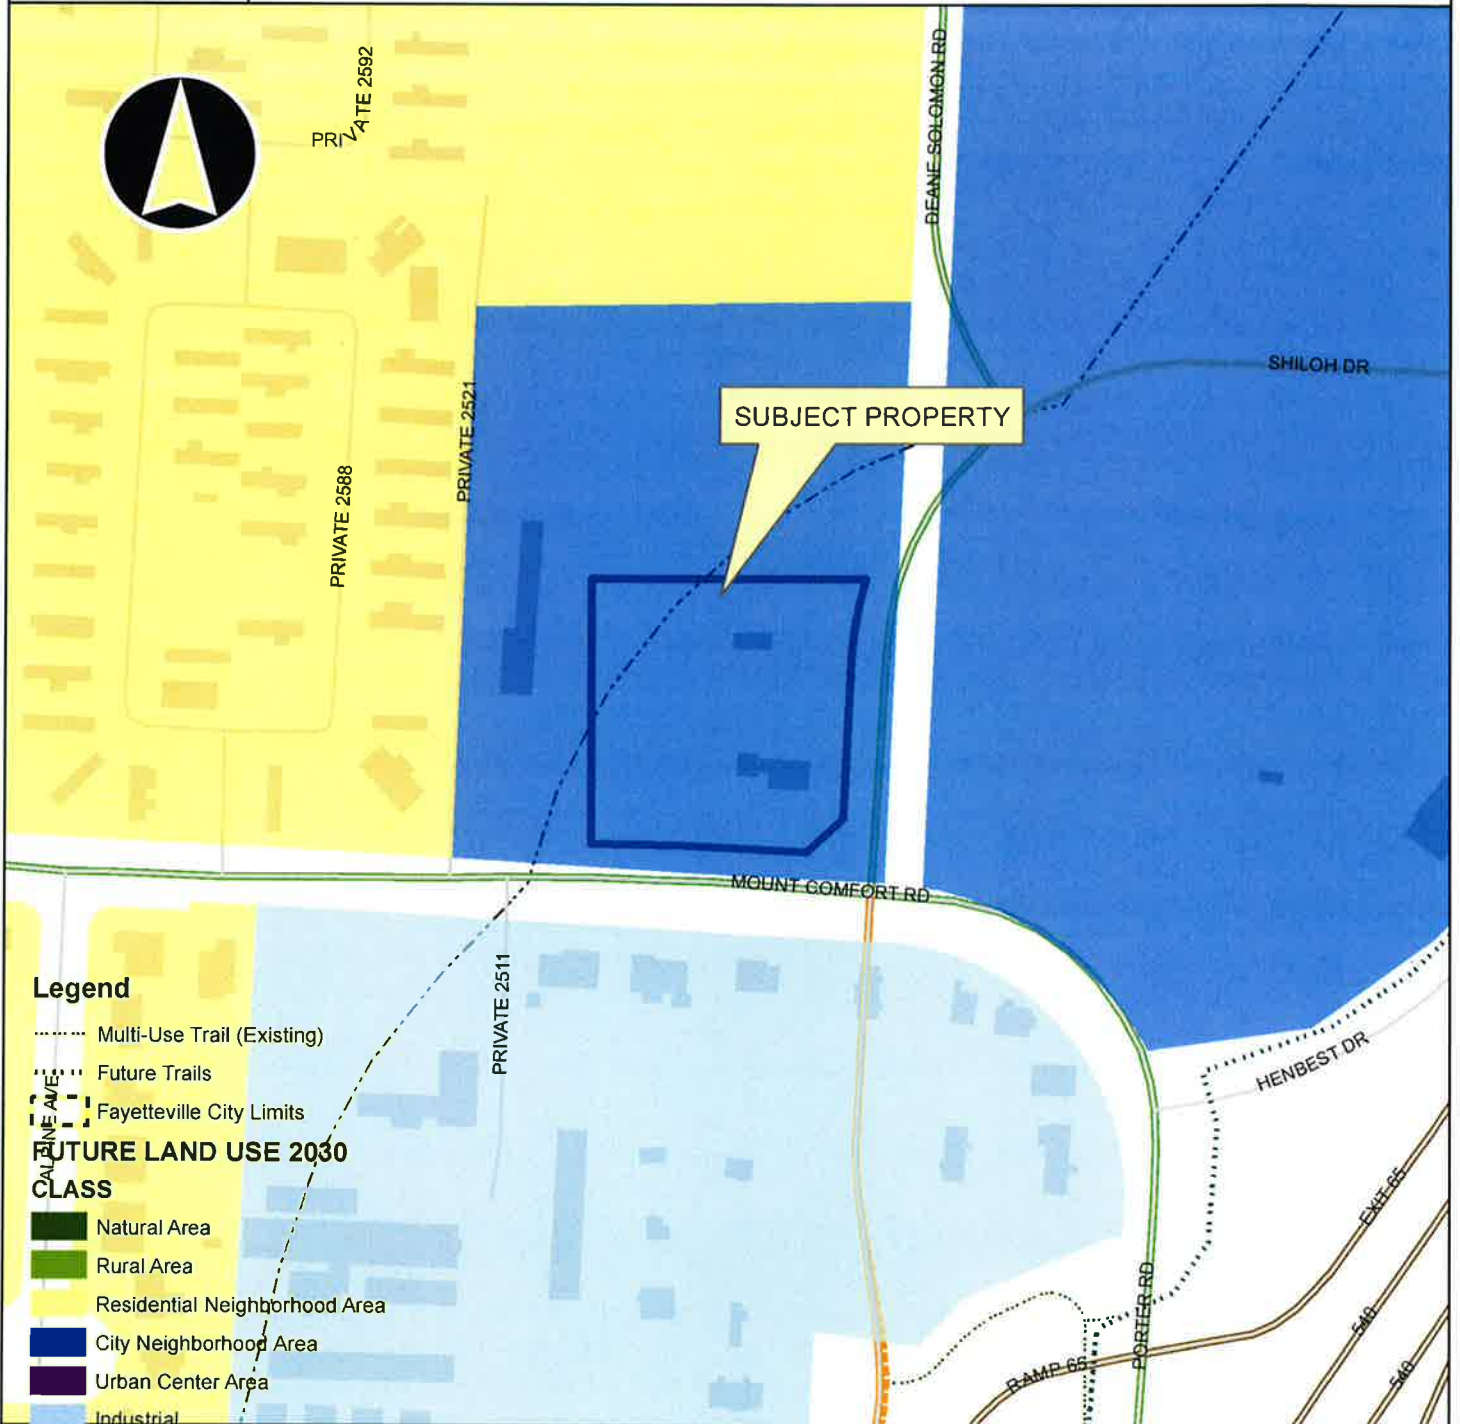 PRIVATE 2592
DEANE SOLOMON RD
SHILOH DR
SUBJECT PROPERTY
PRIVATE 2521
PRIVATE 2588
MOUNT COMFORT RD
PRIVATE 2511
HENBEST DR
Legend
Multi-Use Trail (Existing)
Future Trails
Fayetteville City Limits
ALPINE AVE
FUTURE LAND USE 2030
CLASS
Natural Area
Rural Area
Residential Neighborhood Area
City Neighborhood Area
Urban Center Area
Industrial
EXIT 65
PORTER RD
RAMP 65
540
540